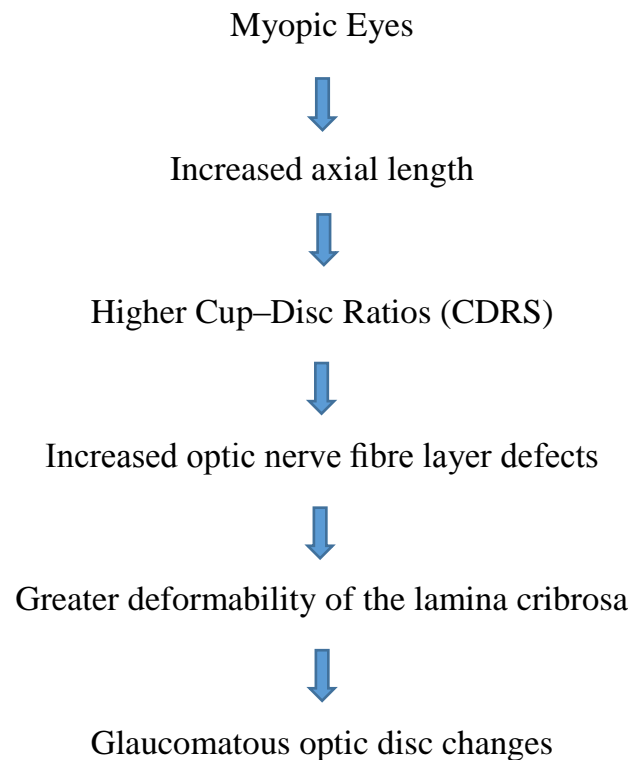 Myopic Eyes
Increased axial length
Higher Cup–Disc Ratios (CDRS)
Increased optic nerve fibre layer defects
Greater deformability of the lamina cribrosa
Glaucomatous optic disc changes